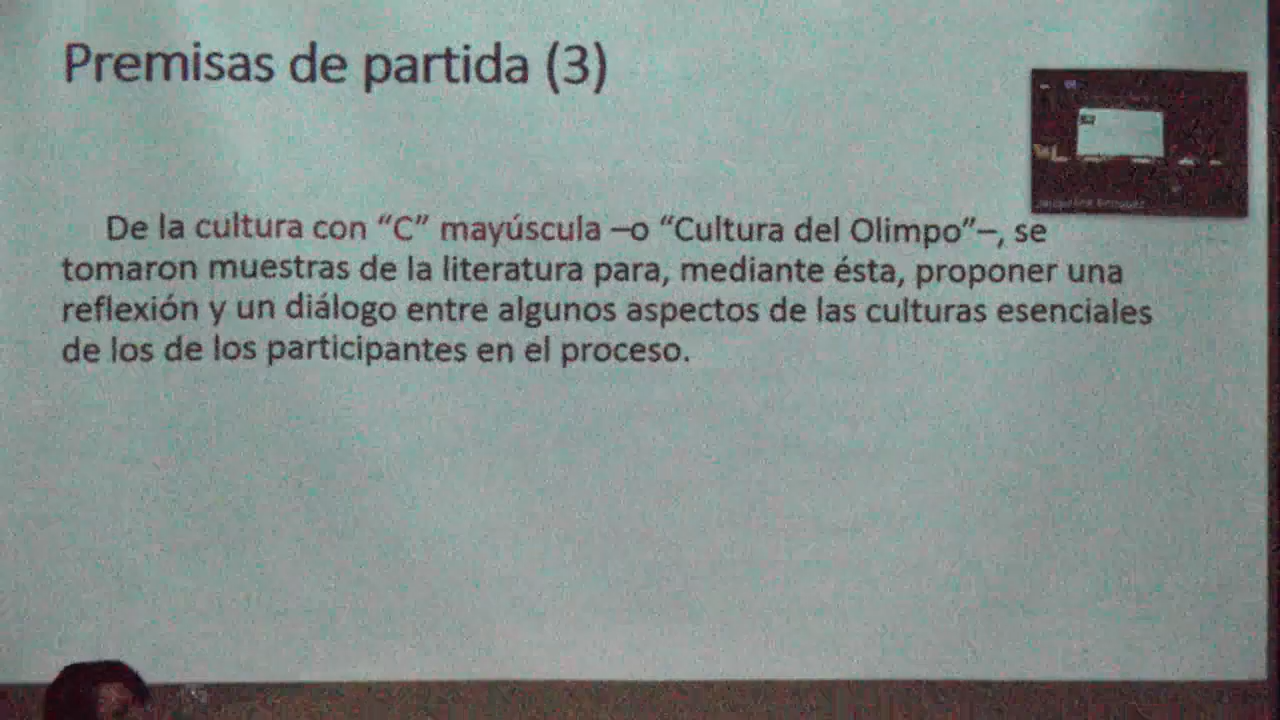 Premisas de partida (3)
De la cultura con “C” mayúscula –o “Cultura del Olimpo”–, se
tomaron muestras de la literatura para, mediante ésta, proponer una
reflexión y un diálogo entre algunos aspectos de las culturas esenciales
de los de los participantes en el proceso.